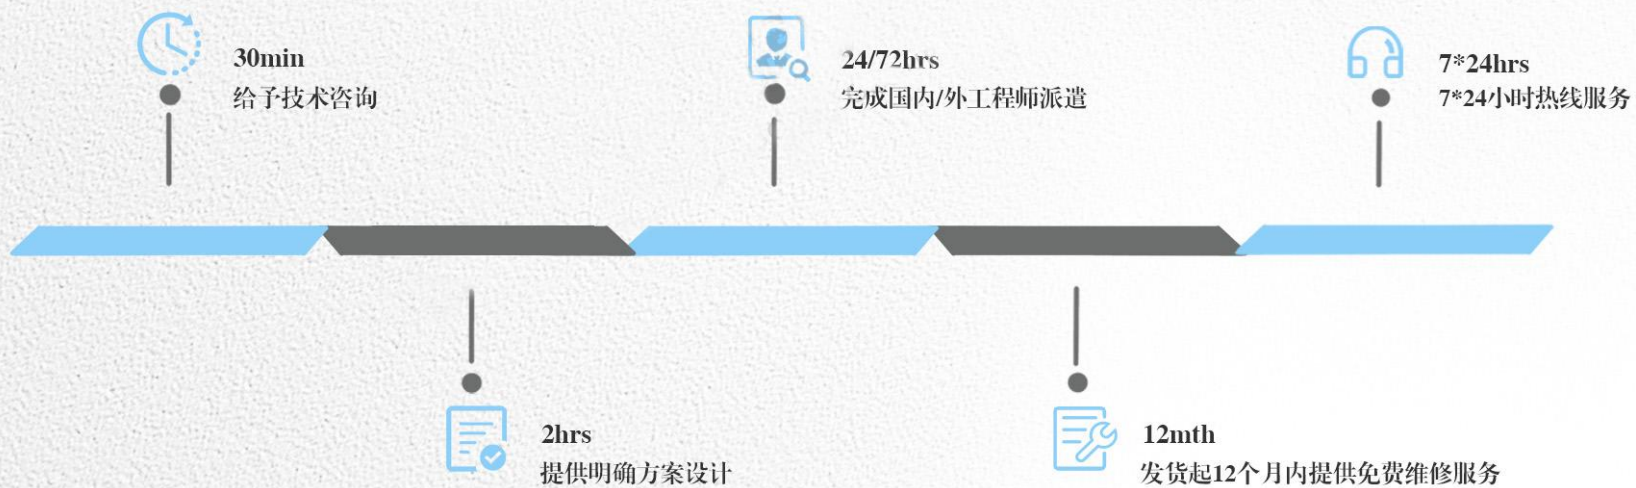 30min
给予技术咨询
2hrs
提供明确方案设计
24/72hrs
完成国内/外工程师派遣
12mth
发货起12个月内提供免费维修服务
7*24hrs
7*24小时热线服务